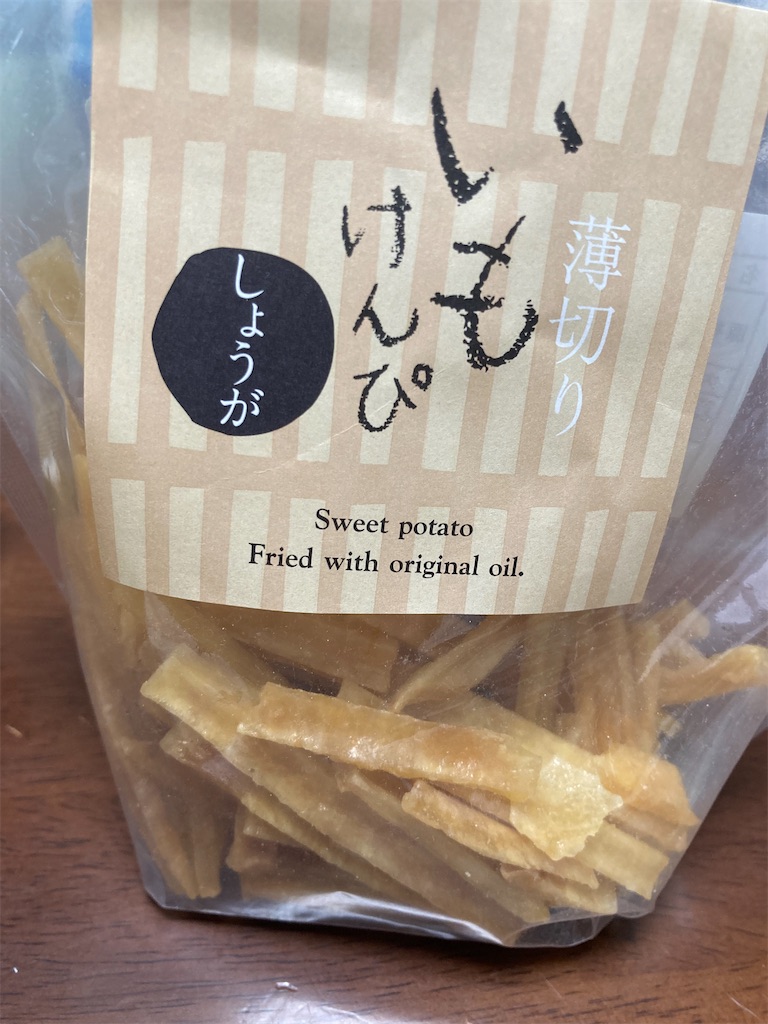 薄切り
いも
けんぴ
しょうが
Sweet potato
Fried with original oil.